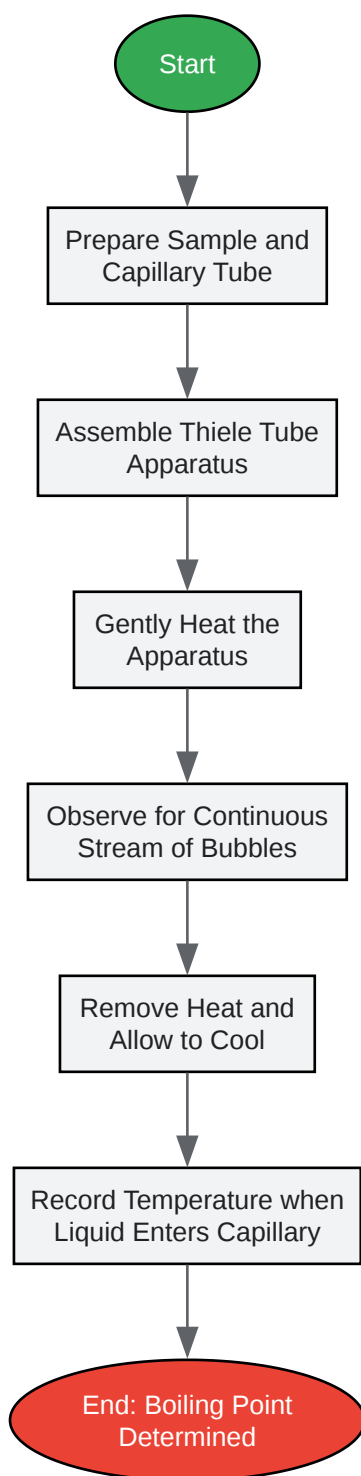 Start
Prepare Sample and
Capillary Tube
Assemble Thiele Tube
Apparatus
Gently Heat the
Apparatus
Observe for Continuous
Stream of Bubbles
Remove Heat and
Allow to Cool
Record Temperature when
Liquid Enters Capillary
End: Boiling Point
Determined